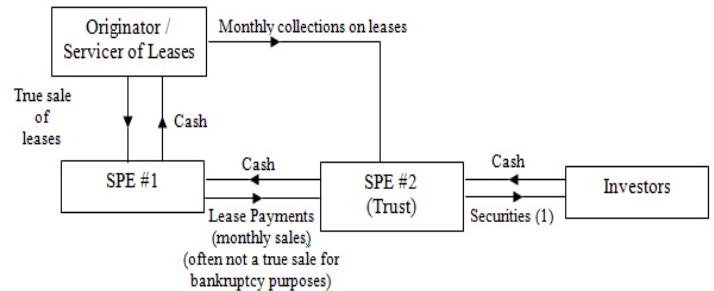 Originator /
Servicer of Leases
Monthly collections on leases
True sale
of
leases
Cash
SPE #1
Cash
SPE #2
(Trust)
Cash
Investors
Lease Payments
(monthly sales)
(often not a true sale for
bankruptcy purposes)
Securities (1)